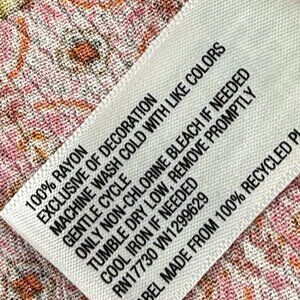 100% RAYON
EXCLUSIVE OF DECORATION
MACHINE WASH COLD WITH LIKE COLORS
GENTLE CYCLE
ONLY NON CHLORINE BLEACH IF NEEDED
TUMBLE DRY LOW, REMOVE PROMPTLY
COOL IRON IF NEEDED
RN17730 VN1299629
MADE FROM 100% RECYCLED